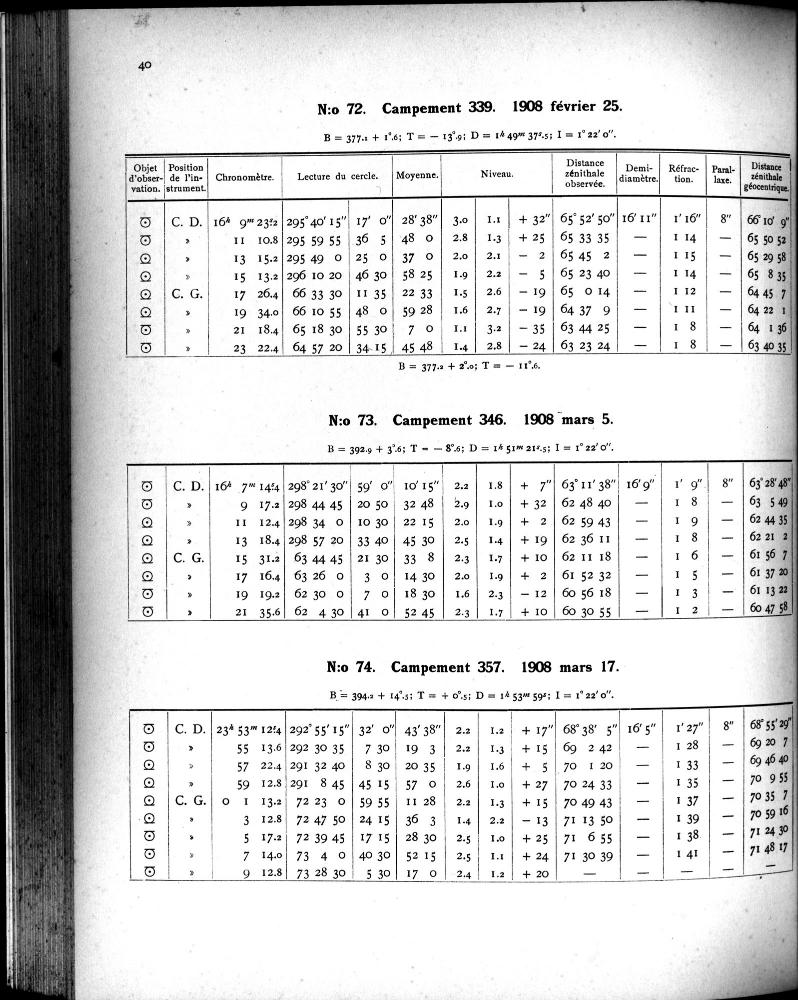 40
N:o 72. Campement 339. 1908 février 25.
B = 377.1 + 1°.6; T = — 13°.9; D = 1h 49m 37s.5; I = 1° 22′ 0″.
Objet d'obser-vation. Position de l'in-strument. Chronomètre. Lecture du cercle. Moyenne. Niveau. Distance zénithale observée. Demi-diamètre. Réfrac-tion. Paral-laxe. Distance zénithale géocentrique.
☉ C. D. 16h 9m 23s.2 295° 40′ 15″ 17′ 0″ 28′ 38″ 3.0 1.1 + 32″ 65° 52′ 50″ 16′ 11″ 1′ 16″ 8″ 66° 10′ 9″
☉ » 11 10.8 295 59 55 36 5 48 0 2.8 1.3 + 25 65 33 35 — 1 14 — 65 50 52
☉ » 13 15.2 295 49 0 25 0 37 0 2.0 2.1 — 2 65 45 2 — 1 15 — 65 29 58
☉ » 15 13.2 296 10 20 46 30 58 25 1.9 2.2 — 5 65 23 40 — 1 14 — 65 8 35
☉ C. G. 17 26.4 66 33 30 11 35 22 33 1.5 2.6 — 19 65 0 14 — 1 12 — 64 45 7
☉ » 19 34.0 66 10 55 48 0 59 28 1.6 2.7 — 19 64 37 9 — 1 11 — 64 22 1
☉ » 21 18.4 65 18 30 55 30 7 0 1.1 3.2 — 35 63 44 25 — 1 8 — 64 1 36
☉ » 23 22.4 64 57 20 34 15 45 48 1.4 2.8 — 24 63 23 24 — 1 8 — 63 40 35
B = 377.2 + 2°.0; T = — 11°.6.
N:o 73. Campement 346. 1908 mars 5.
B = 392.9 + 3°.6; T = — 8°.6; D = 1h 51m 21s.5; I = 1° 22′ 0″.
☉ C. D. 16h 7m 14s.4 298° 21′ 30″ 59′ 0″ 10′ 15″ 2.2 1.8 + 7″ 63° 11′ 38″ 16′ 9″ 1′ 9″ 8″ 63° 28′ 48″
☉ » 9 17.2 298 44 45 20 50 32 48 2.9 1.0 + 32 62 48 40 — 1 8 — 63 5 49
☉ » 11 12.4 298 34 0 10 30 22 15 2.0 1.9 + 2 62 59 43 — 1 9 — 62 44 35
☉ » 13 18.4 298 57 20 33 40 45 30 2.5 1.4 + 19 62 36 11 — 1 8 — 62 21 2
☉ C. G. 15 31.2 63 44 45 21 30 33 8 2.3 1.7 + 10 62 11 18 — 1 6 — 61 56 7
☉ » 17 16.4 63 26 0 3 0 14 30 2.0 1.9 + 2 61 52 32 — 1 5 — 61 37 20
☉ » 19 19.2 62 30 0 7 0 18 30 1.6 2.3 — 12 60 56 18 — 1 3 — 61 13 22
☉ » 21 35.6 62 4 30 41 0 52 45 2.3 1.7 + 10 60 30 55 — 1 2 — 60 47 58
N:o 74. Campement 357. 1908 mars 17.
B = 394.2 + 14°.5; T = + 0°.5; D = 1h 53m 59s; I = 1° 22′ 0″.
☉ C. D. 23h 53m 12s.4 292° 55′ 15″ 32′ 0″ 43′ 38″ 2.2 1.2 + 17″ 68° 38′ 5″ 16′ 5″ 1′ 27″ 8″ 68° 55′ 29″
☉ » 55 13.6 292 30 35 7 30 19 3 2.2 1.3 + 15 69 2 42 — 1 28 — 69 20 7
☉ » 57 22.4 291 32 40 8 30 20 35 1.9 1.6 + 5 70 1 20 — 1 33 — 69 46 40
☉ » 59 12.8 291 8 45 45 15 57 0 2.6 1.0 + 27 70 24 33 — 1 35 — 70 9 55
☉ C. G. 0 1 13.2 72 23 0 59 55 11 28 2.2 1.3 + 15 70 49 43 — 1 37 — 70 35 7
☉ » 3 12.8 72 47 50 24 15 36 3 1.4 2.2 — 13 71 13 50 — 1 39 — 70 59 16
☉ » 5 17.2 72 39 45 17 15 28 30 2.5 1.0 + 25 71 6 55 — 1 38 — 71 24 30
☉ » 7 14.0 73 4 0 40 30 52 15 2.5 1.1 + 24 71 30 39 — 1 41 — 71 48 17
☉ » 9 12.8 73 28 30 5 30 17 0 2.4 1.2 + 20 — — — — —